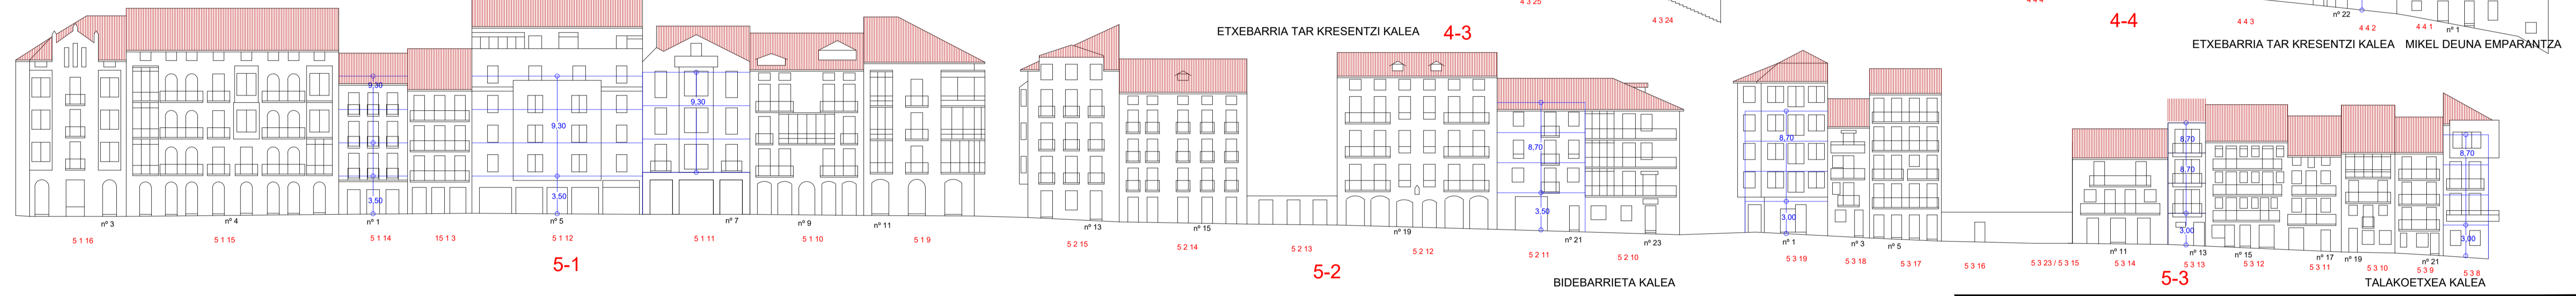 4 3 25
4 3 24
ETXEBARRIA TAR KRESENTZI KALEA 4-3
4 4 4
4-4
4 4 3
nº 22
4 4 2
4 4 1
nº 1
ETXEBARRIA TAR KRESENTZI KALEA MIKEL DEUNA EMPARANTZA
9,30
3,50
9,30
3,50
9,30
8,70
3,50
8,70
3,00
8,70
8,70
3,00
8,70
3,00
nº 3
nº 4
nº 1
nº 5
nº 7
nº 9
nº 11
nº 13
nº 15
nº 19
nº 21
nº 23
nº 1
nº 3
nº 5
nº 11
nº 13
nº 15
nº 17
nº 19
nº 21
5 1 16
5 1 15
5 1 14
15 1 3
5 1 12
5 1 11
5 1 10
5 1 9
5 2 15
5 2 14
5 2 13
5 2 12
5 2 11
5 2 10
5 3 19
5 3 18
5 3 17
5 3 16
5 3 23 / 5 3 15
5 3 14
5 3 13
5 3 12
5 3 11
5 3 10
5 3 9
5 3 8
5-1
5-2
5-3
BIDEBARRIETA KALEA
TALAKOETXEA KALEA